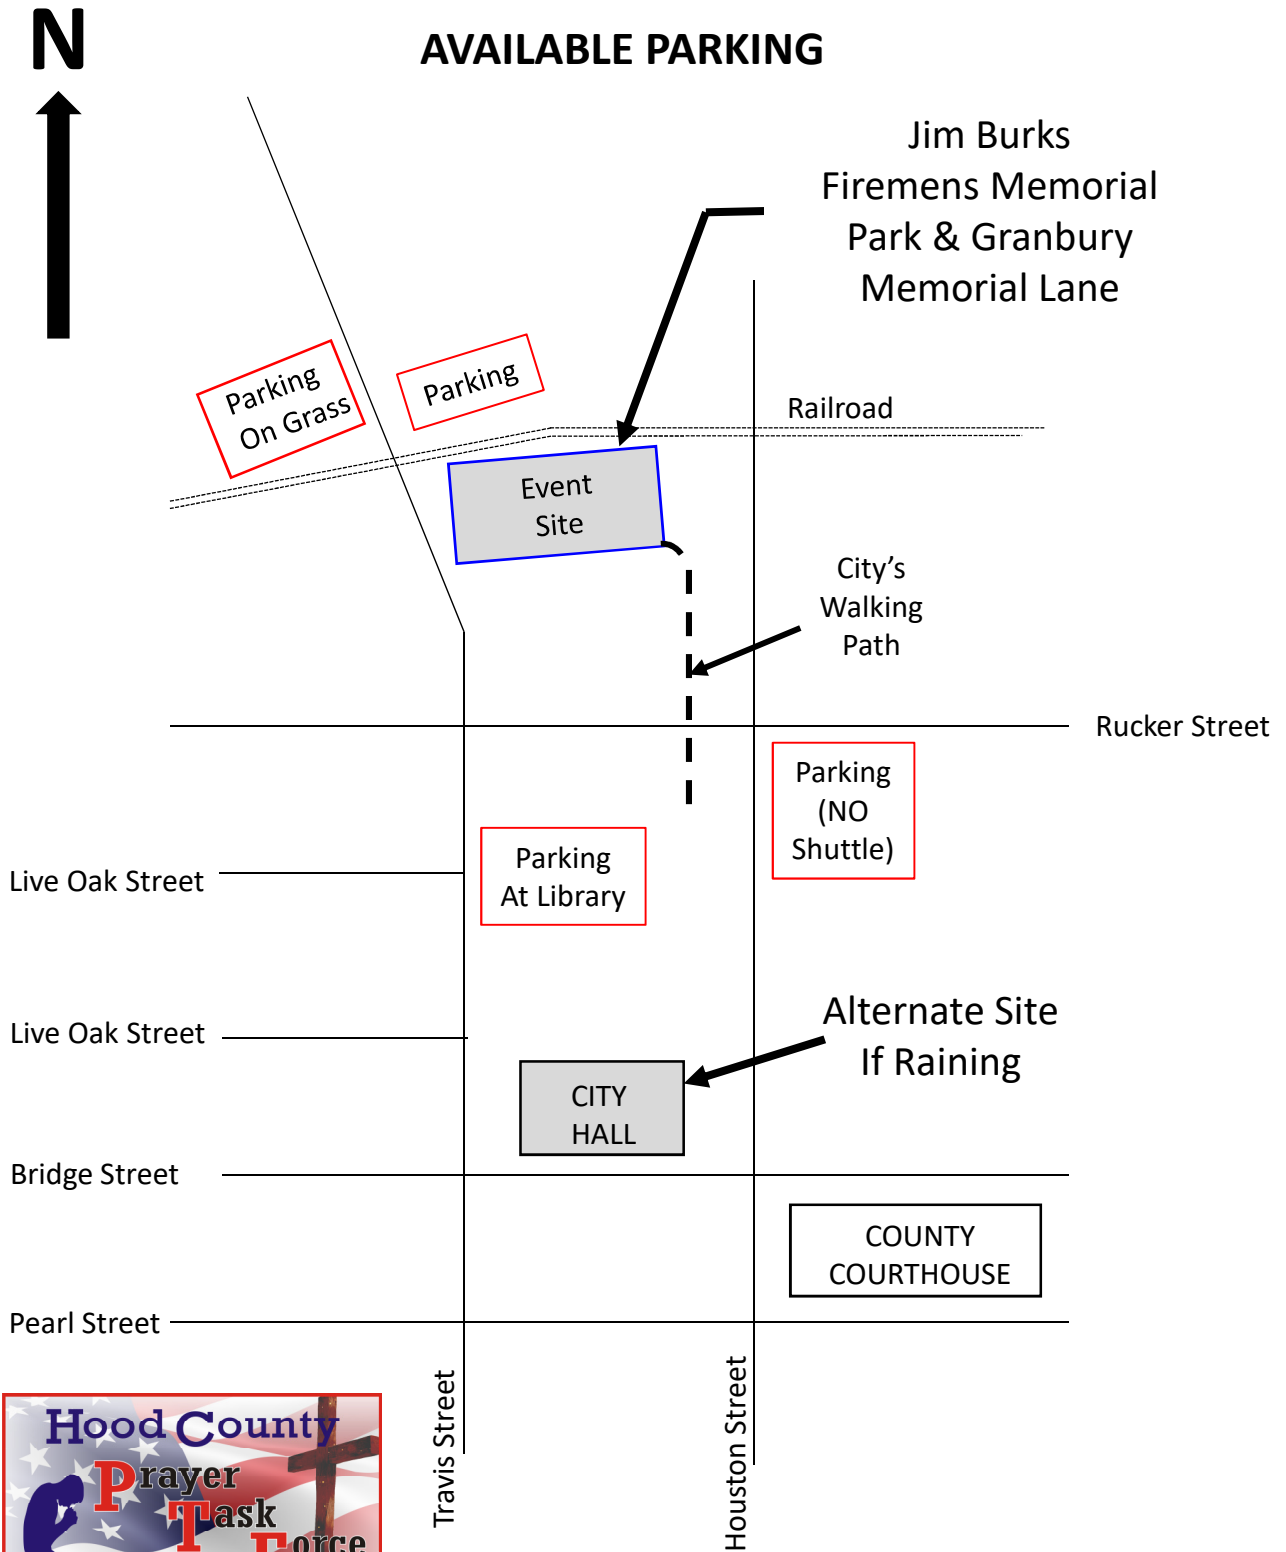 N
AVAILABLE PARKING
Jim Burks
Firemens Memorial
Park & Granbury
Memorial Lane
Parking
On Grass
Parking
Railroad
Event
Site
City's
Walking
Path
Rucker Street
Parking
(NO
Shuttle)
Parking
At Library
Live Oak Street
Live Oak Street
Alternate Site
If Raining
CITY
HALL
Bridge Street
COUNTY
COURTHOUSE
Pearl Street
Travis Street
Houston Street
Hood County
Prayer
Task
Force